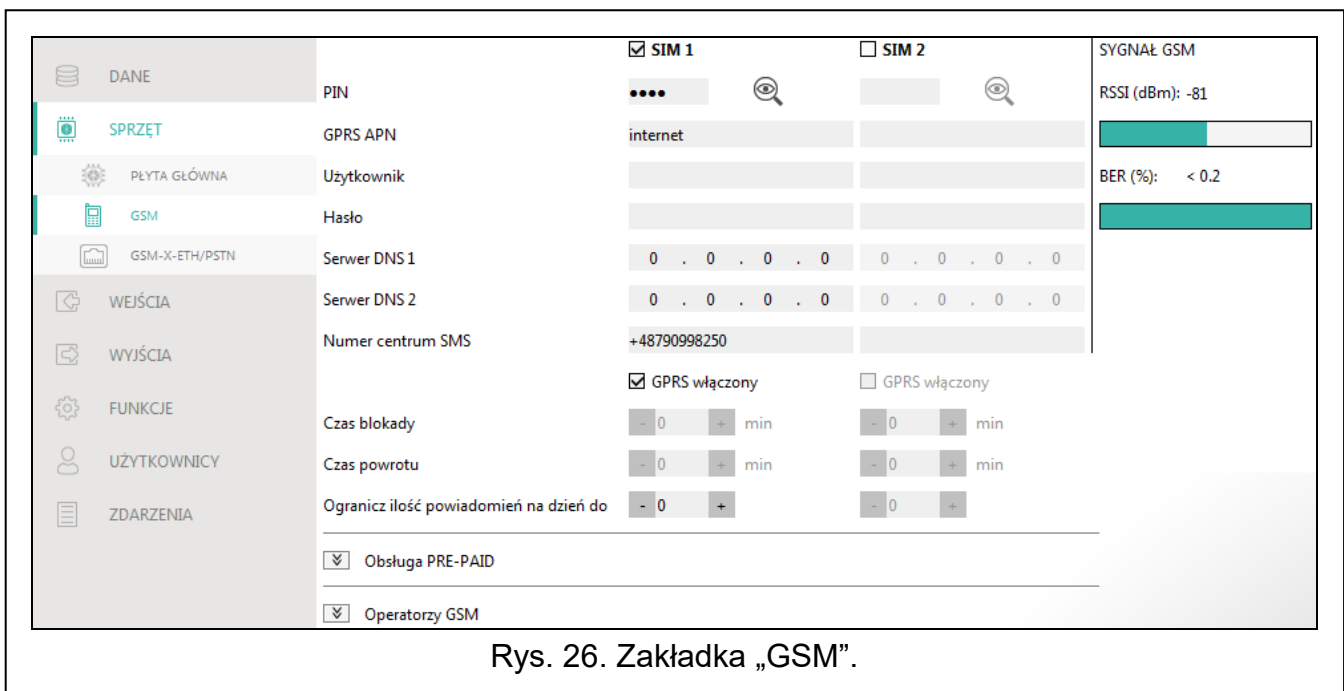 DANE
SPRZĘT
PŁYTA GŁÓWNA
GSM
GSM-X-ETH/PSTN
WEJŚCIA
WYJŚCIA
FUNKCJE
UŻYTKOWNICY
ZDARZENIA
SIM 1 SIM 2
PIN ••••
GPRS APN internet
Użytkownik
Hasło
Serwer DNS 1 0 . 0 . 0 . 0 0 . 0 . 0 . 0
Serwer DNS 2 0 . 0 . 0 . 0 0 . 0 . 0 . 0
Numer centrum SMS +48790998250
GPRS włączony GPRS włączony
Czas blokady - 0 + min - 0 + min
Czas powrotu - 0 + min - 0 + min
Ogranicz ilość powiadomień na dzień do - 0 + - 0 +
Obsługa PRE-PAID
Operatorzy GSM
SYGNAŁ GSM
RSSI (dBm): -81
BER (%): < 0.2
Rys. 26. Zakładka „GSM”.